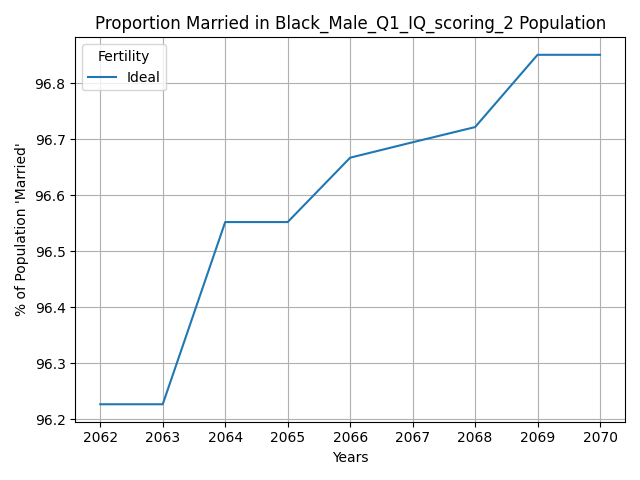 Proportion Married in Black_Male_Q1_IQ_scoring_2 Population
Fertility
Ideal
% of Population 'Married'
96.8
96.7
96.6
96.5
96.4
96.3
96.2
2062 2063 2064 2065 2066 2067 2068 2069 2070
Years